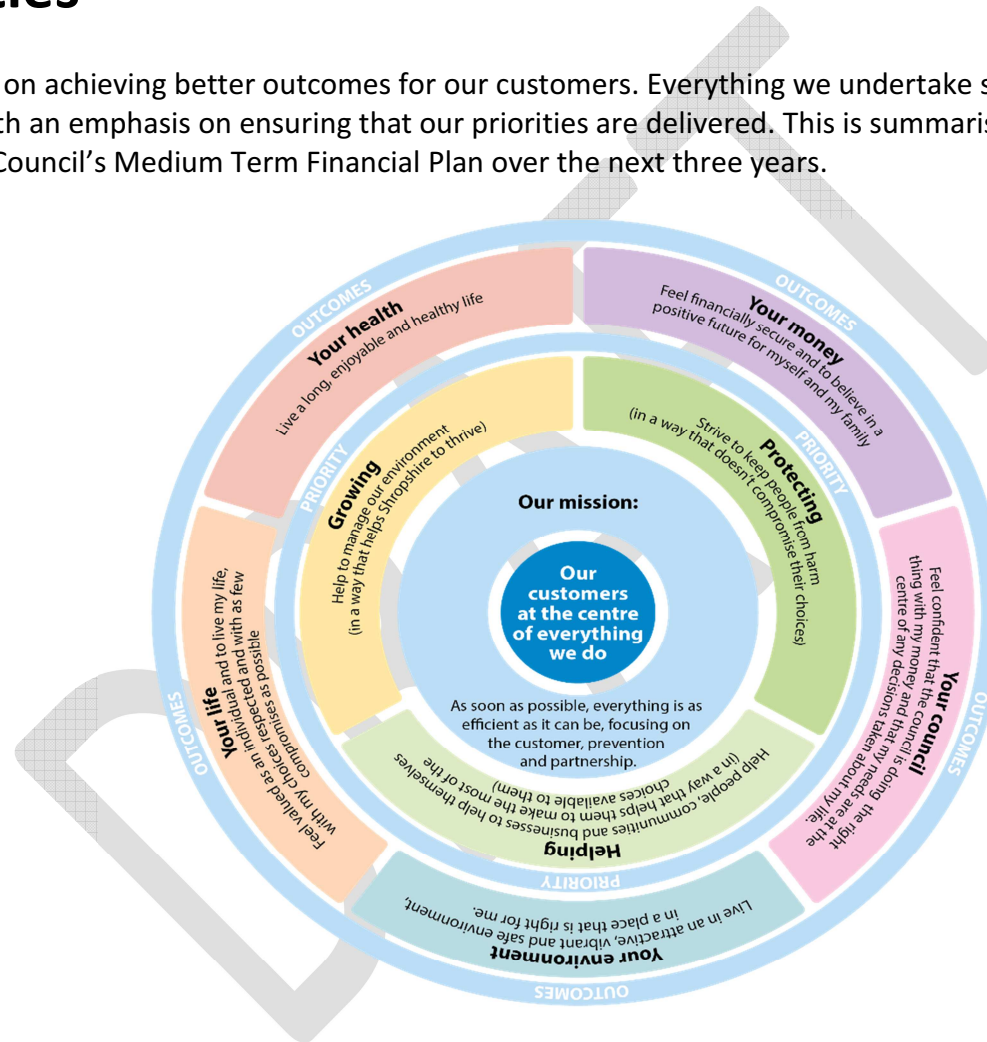 on achieving better outcomes for our customers. Everything we undertake
th an emphasis on ensuring that our priorities are delivered. This is summaris
Council's Medium Term Financial Plan over the next three years.
OUTCOMES
Your health
Live a long, enjoyable and healthy life
OUTCOMES
Your money
Feel financially secure and to believe in a
positive future for myself and my family
PRIORITY
Growing
Help to manage our environment
(in a way that helps Shropshire to thrive)
PRIORITY
Protecting
Strive to keep people from harm
(in a way that doesn't compromise their choices)
Our mission:
Our
customers
at the centre
of everything
we do
As soon as possible, everything is as
efficient as it can be, focusing on
the customer, prevention
and partnership.
OUTCOMES
Your life
Feel valued as an individual and to live my life,
with my choices respected and with as few
compromises as possible
OUTCOMES
Your council
Feel confident that the council is doing the right
thing with my money and that my needs are at the
centre of any decisions taken about my life.
Help people, communities and businesses to help themselves
(in a way that helps them to make the most of the
choices available to them)
Helping
PRIORITY
Live in an attractive, vibrant and safe environment,
in a place that is right for me.
Your environment
OUTCOMES